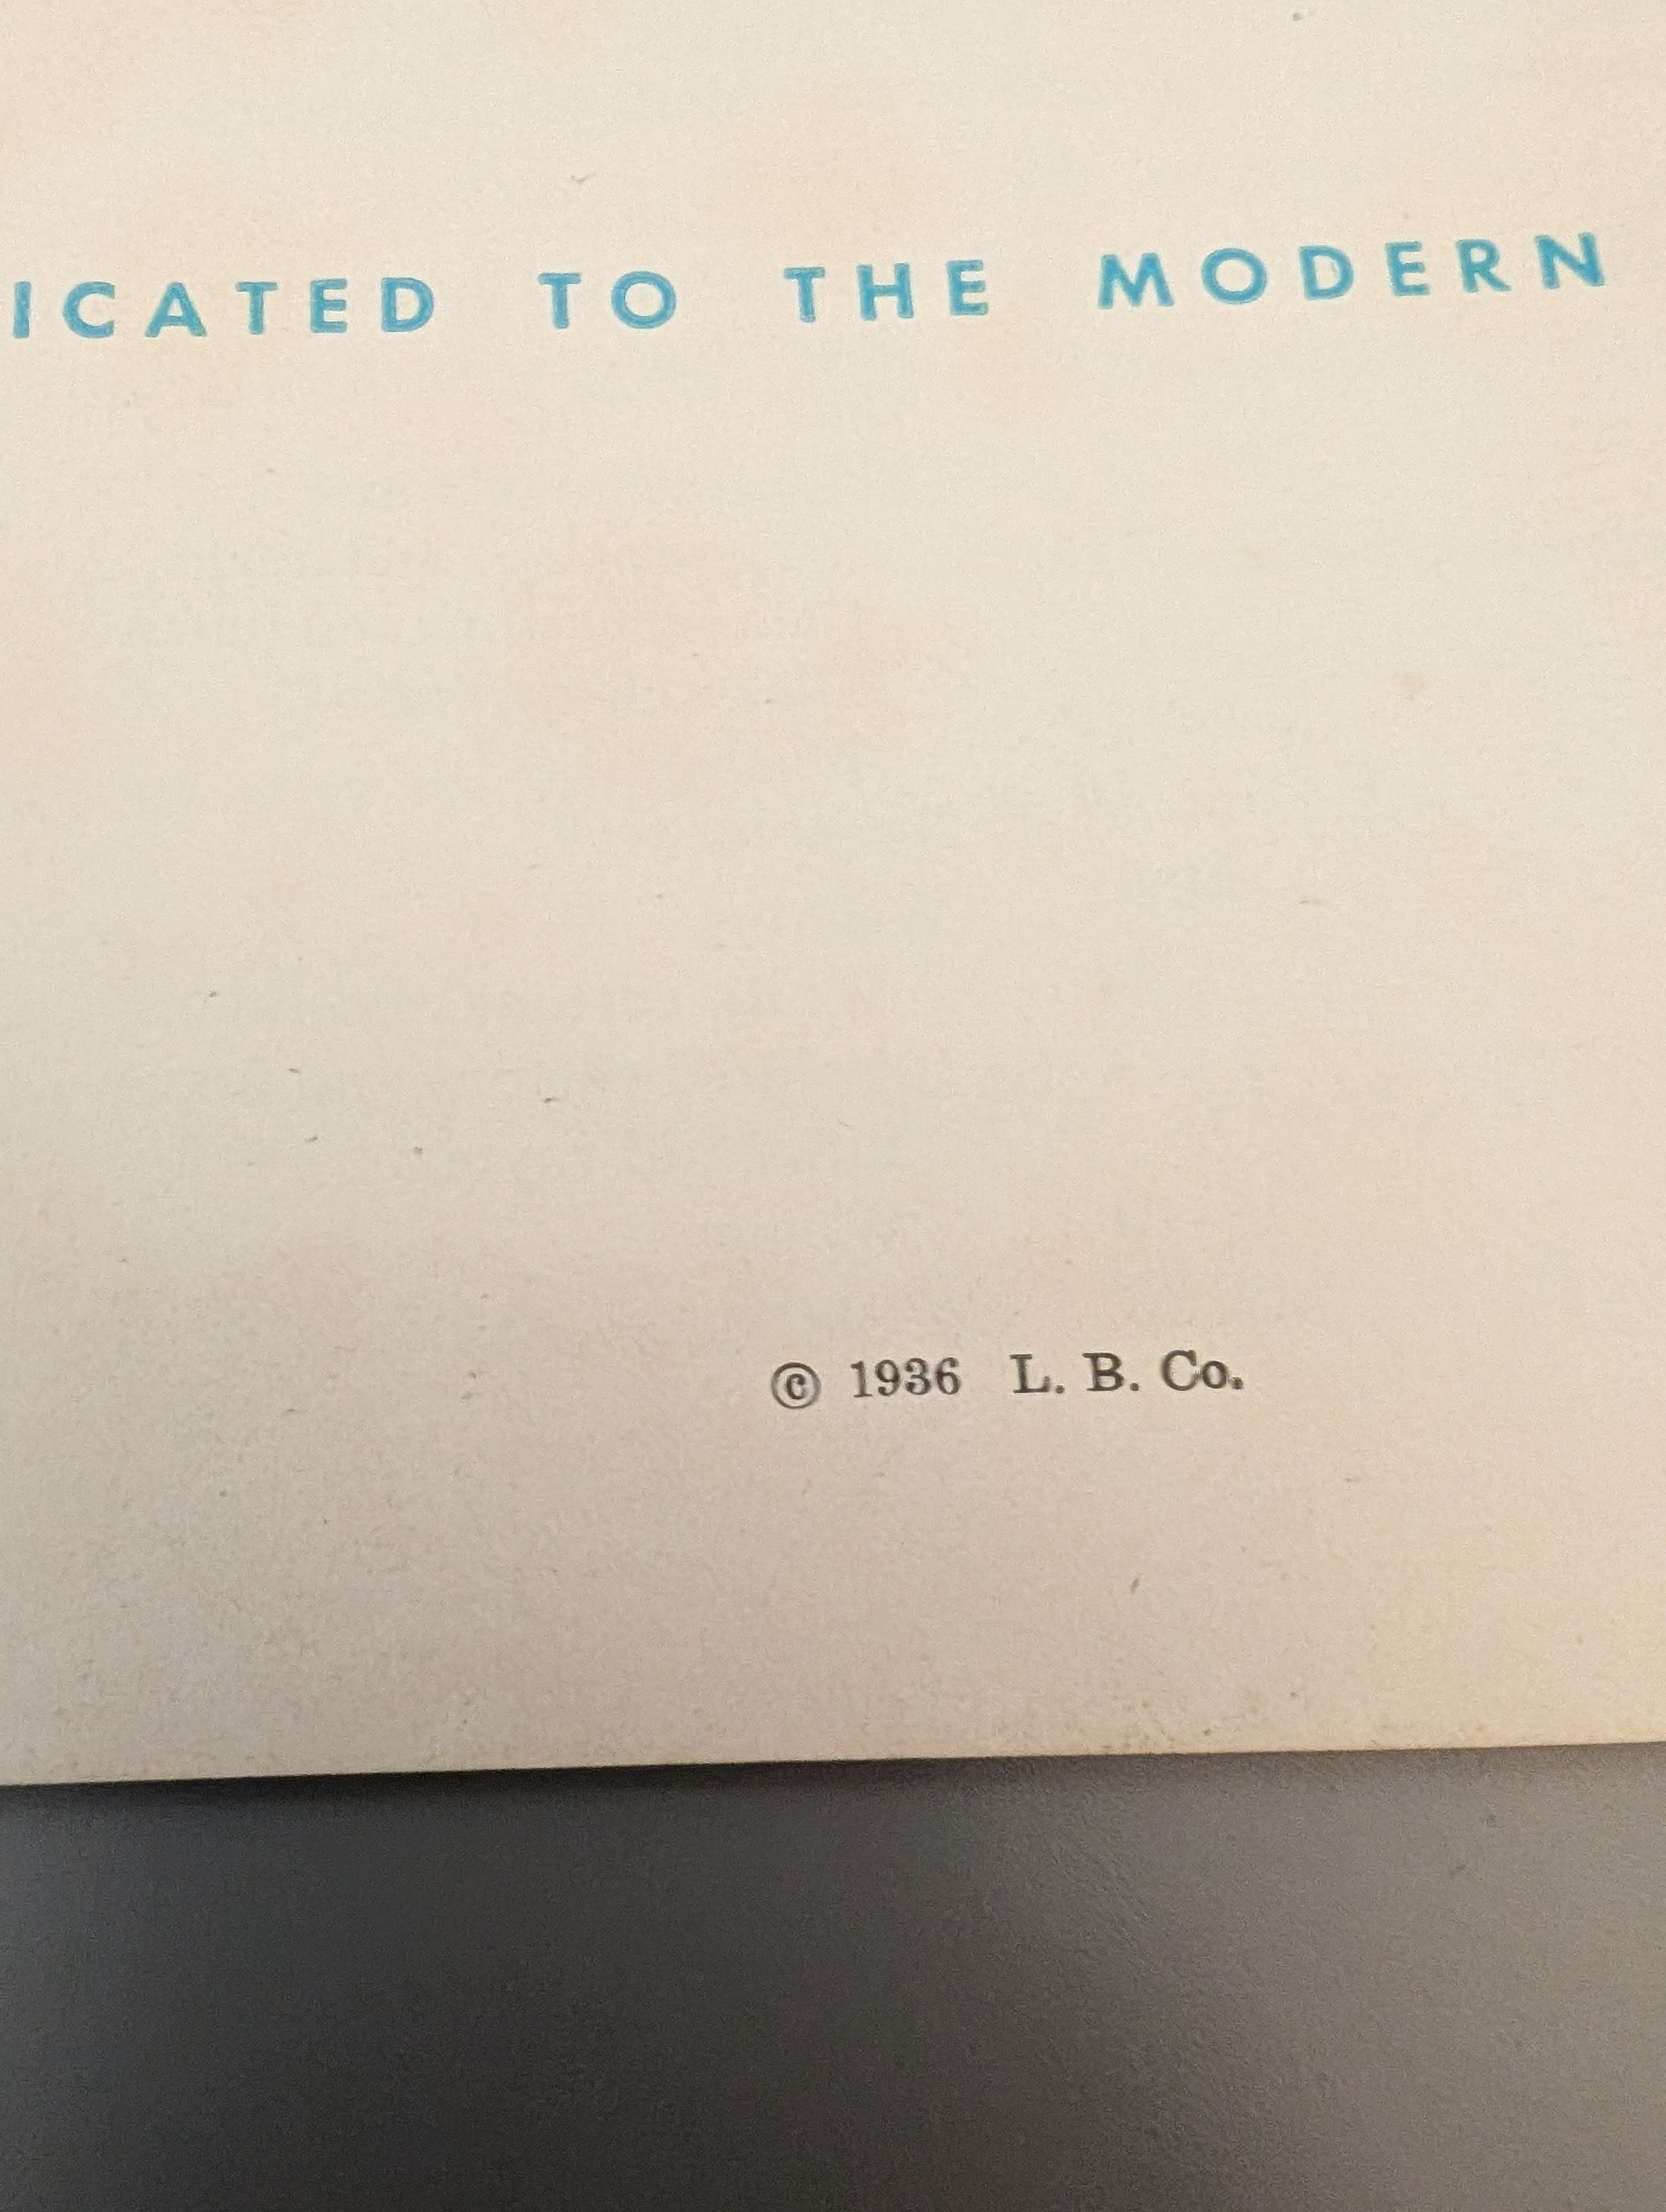 ICATED TO THE MODERN
© 1936 L. B. Co.